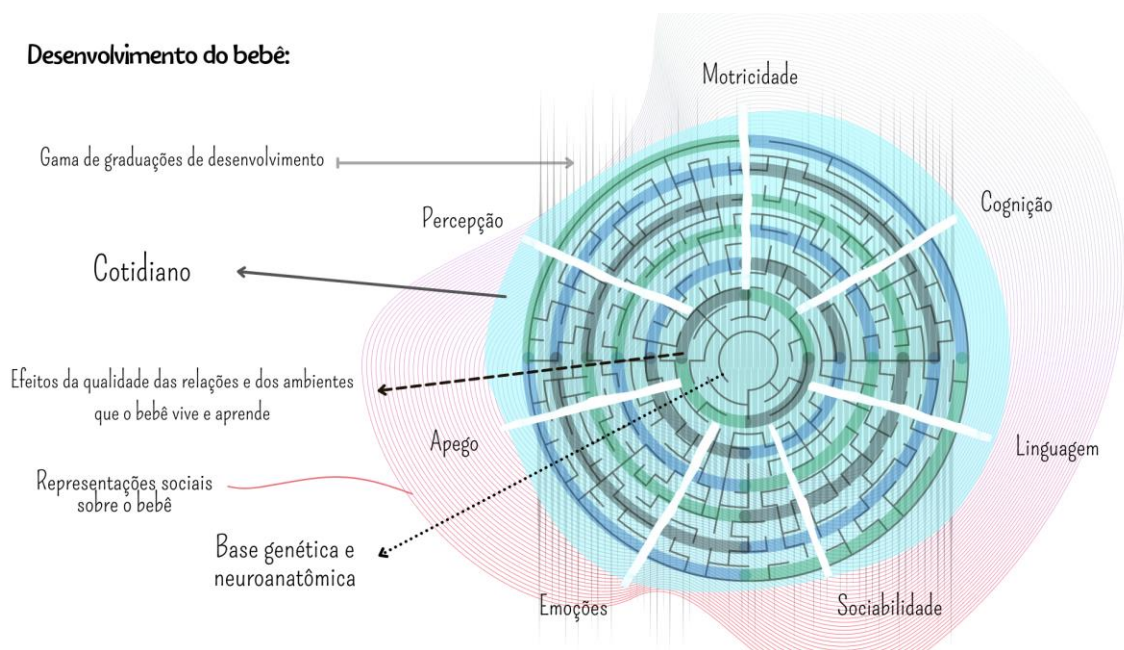 Desenvolvimento do bebê:
Motricidade
Gama de graduações de desenvolvimento
Percepção
Cognição
Cotidiano
Efeitos da qualidade das relações e dos ambientes
que o bebê vive e aprende
Apego
Linguagem
Representações sociais
sobre o bebê
Base genética e
neuroanatômica
Emoções
Sociabilidade